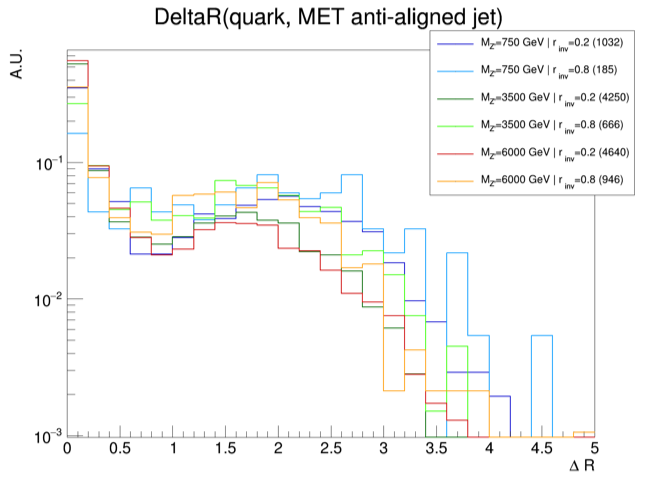 DeltaR(quark, MET anti-aligned jet)
A.U.
M_Z'=750 GeV | r_inv=0.2 (1032)
M_Z'=750 GeV | r_inv=0.8 (185)
M_Z'=3500 GeV | r_inv=0.2 (4250)
M_Z'=3500 GeV | r_inv=0.8 (666)
M_Z'=6000 GeV | r_inv=0.2 (4640)
M_Z'=6000 GeV | r_inv=0.8 (946)
10⁻¹
10⁻²
10⁻³
0 0.5 1 1.5 2 2.5 3 3.5 4 4.5 5
Δ R